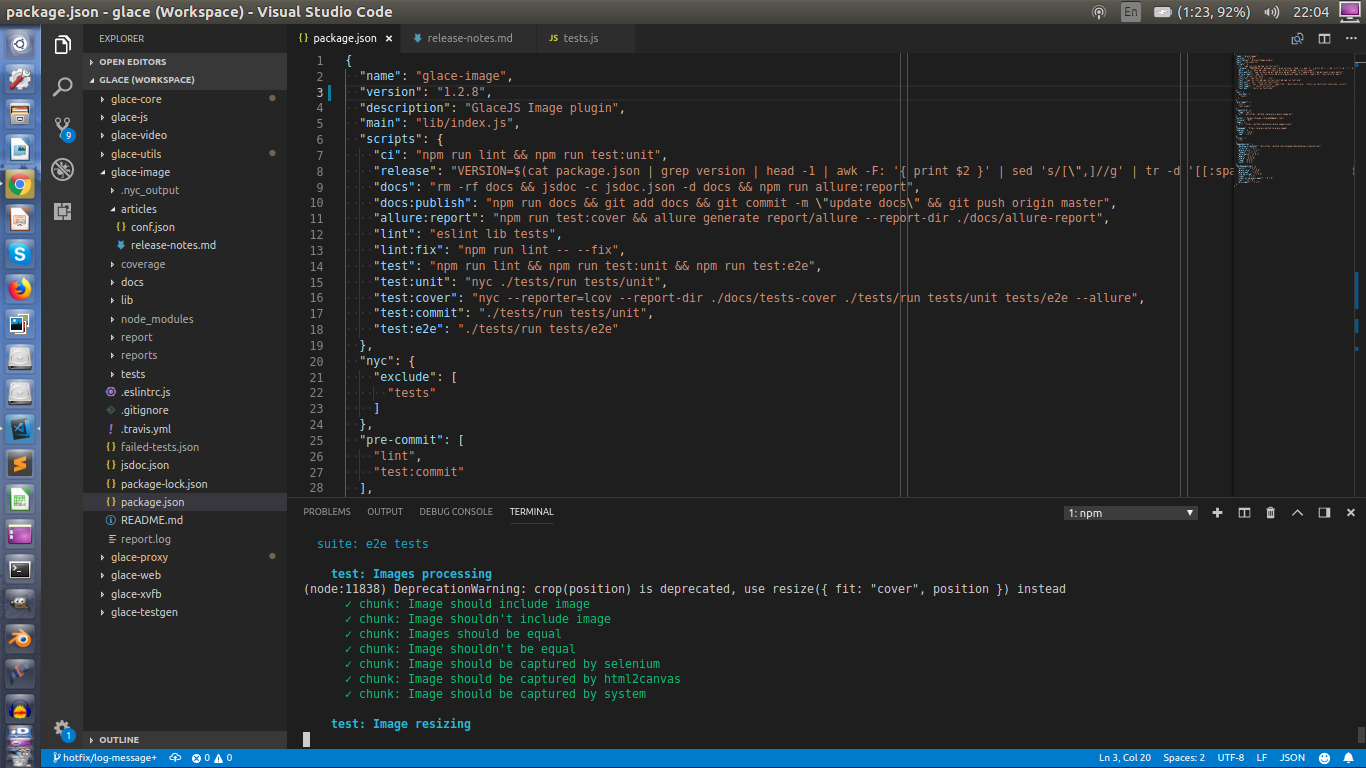 package.json - glace (Workspace) - Visual Studio Code
En
(1:23, 92%)
22:04
EXPLORER
OPEN EDITORS
GLACE (WORKSPACE)
glace-core
glace-js
glace-video
glace-utils
glace-image
.nyc_output
articles
{} conf.json
release-notes.md
coverage
docs
lib
node_modules
report
reports
tests
.eslintrc.js
.gitignore
! .travis.yml
{} failed-tests.json
{} jsdoc.json
{} package-lock.json
{} package.json
README.md
report.log
glace-proxy
glace-web
glace-xvfb
glace-testgen
OUTLINE
9
1
{} package.json ×
release-notes.md
JS tests.js
1 {
2 "name": "glace-image",
3 "version": "1.2.8",
4 "description": "GlaceJS Image plugin",
5 "main": "lib/index.js",
6 "scripts": {
7 "ci": "npm run lint && npm run test:unit",
8 "release": "VERSION=$(cat package.json | grep version | head -1 | awk -F: '{ print $2 }' | sed 's/[\",]//g' | tr -d '[[:spa
9 "docs": "rm -rf docs && jsdoc -c jsdoc.json -d docs && npm run allure:report",
10 "docs:publish": "npm run docs && git add docs && git commit -m \"update docs\" && git push origin master",
11 "allure:report": "npm run test:cover && allure generate report/allure --report-dir ./docs/allure-report",
12 "lint": "eslint lib tests",
13 "lint:fix": "npm run lint -- --fix",
14 "test": "npm run lint && npm run test:unit && npm run test:e2e",
15 "test:unit": "nyc ./tests/run tests/unit",
16 "test:cover": "nyc --reporter=lcov --report-dir ./docs/tests-cover ./tests/run tests/unit tests/e2e --allure",
17 "test:commit": "./tests/run tests/unit",
18 "test:e2e": "./tests/run tests/e2e"
19 },
20 "nyc": {
21 "exclude": [
22 "tests"
23 ]
24 },
25 "pre-commit": [
26 "lint",
27 "test:commit"
28 ],
PROBLEMS
OUTPUT
DEBUG CONSOLE
TERMINAL
1: npm
suite: e2e tests
test: Images processing
(node:11838) DeprecationWarning: crop(position) is deprecated, use resize({ fit: "cover", position }) instead
✓ chunk: Image should include image
✓ chunk: Image shouldn't include image
✓ chunk: Images should be equal
✓ chunk: Image shouldn't be equal
✓ chunk: Image should be captured by selenium
✓ chunk: Image should be captured by html2canvas
✓ chunk: Image should be captured by system
test: Image resizing
hotfix/log-message+
0
0
Ln 3, Col 20
Spaces: 2
UTF-8
LF
JSON